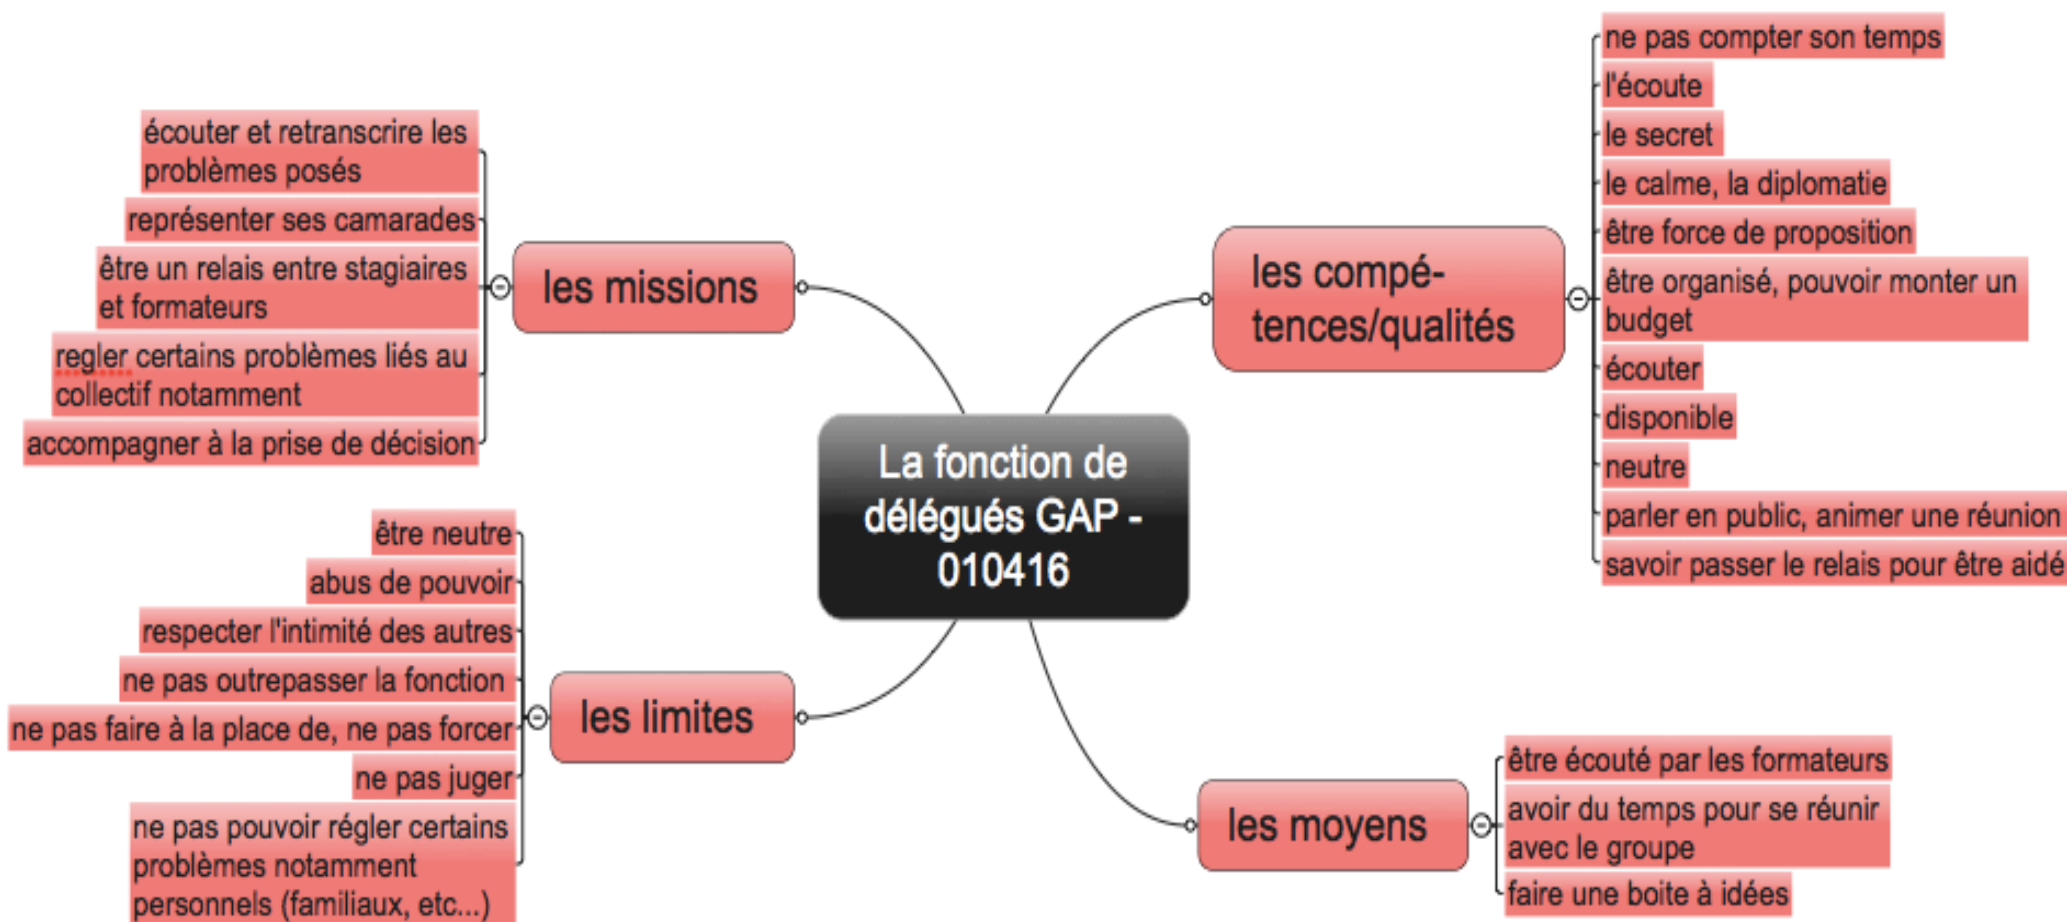 La fonction de
délégués GAP -
010416
les missions
écouter et retranscrire les
problèmes posés
représenter ses camarades
être un relais entre stagiaires
et formateurs
regler certains problèmes liés au
collectif notamment
accompagner à la prise de décision
les limites
être neutre
abus de pouvoir
respecter l'intimité des autres
ne pas outrepasser la fonction
ne pas faire à la place de, ne pas forcer
ne pas juger
ne pas pouvoir régler certains
problèmes notamment
personnels (familiaux, etc...)
les compé-
tences/qualités
ne pas compter son temps
l'écoute
le secret
le calme, la diplomatie
être force de proposition
être organisé, pouvoir monter un
budget
écouter
disponible
neutre
parler en public, animer une réunion
savoir passer le relais pour être aidé
les moyens
être écouté par les formateurs
avoir du temps pour se réunir
avec le groupe
faire une boite à idées